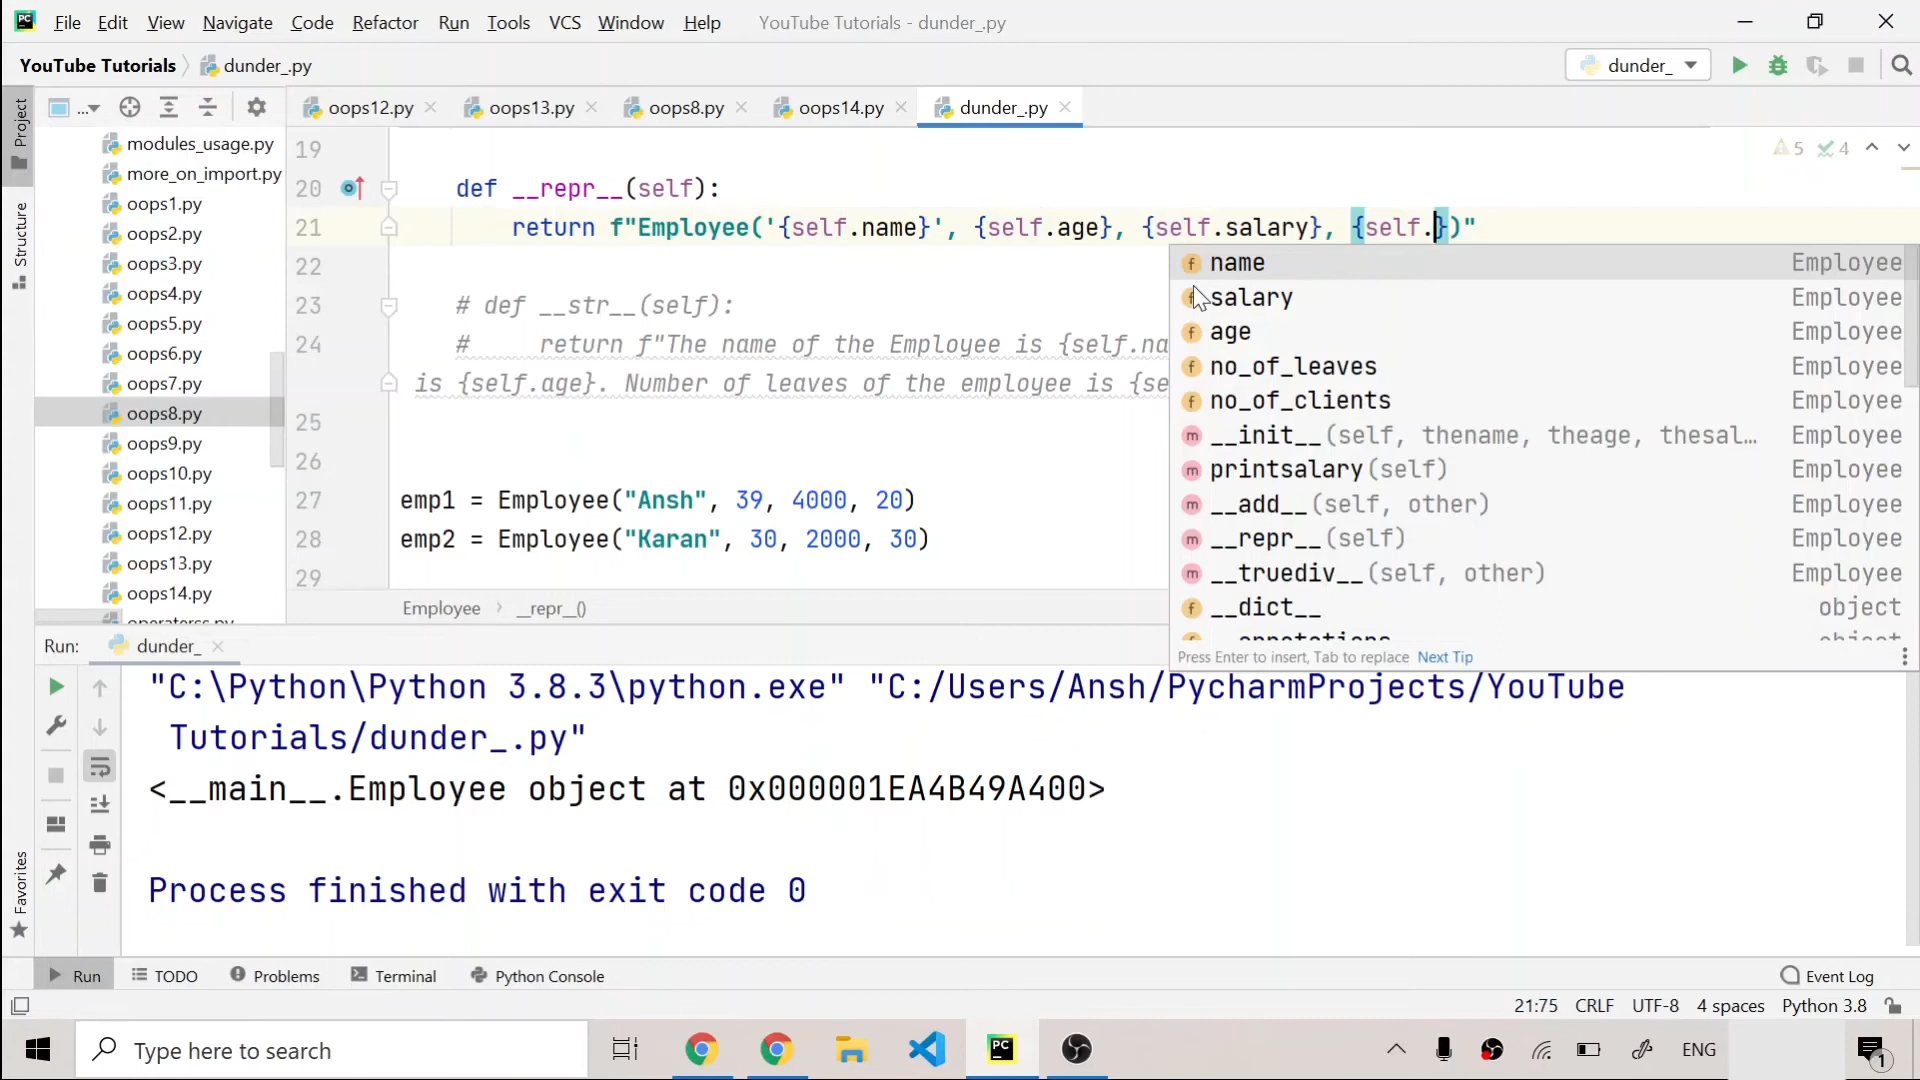 File Edit View Navigate Code Refactor Run Tools VCS Window Help YouTube Tutorials - dunder_.py
YouTube Tutorials dunder_.py dunder_
... oops12.py oops13.py oops8.py oops14.py dunder_.py
Project
Structure
Favorites
modules_usage.py
more_on_import.py
oops1.py
oops2.py
oops3.py
oops4.py
oops5.py
oops6.py
oops7.py
oops8.py
oops9.py
oops10.py
oops11.py
oops12.py
oops13.py
oops14.py
5 4
19
20 def __repr__(self):
21 return f"Employee('{self.name}', {self.age}, {self.salary}, {self.})"
22
23 # def __str__(self):
24 # return f"The name of the Employee is {self.na
is {self.age}. Number of leaves of the employee is {se
25
26
27 emp1 = Employee("Ansh", 39, 4000, 20)
28 emp2 = Employee("Karan", 30, 2000, 30)
29
Employee __repr__()
f name Employee
salary Employee
f age Employee
f no_of_leaves Employee
f no_of_clients Employee
m __init__(self, thename, theage, thesal... Employee
m printsalary(self) Employee
m __add__(self, other) Employee
m __repr__(self) Employee
m __truediv__(self, other) Employee
f __dict__ object
Press Enter to insert, Tab to replace Next Tip
Run: dunder_
"C:\Python\Python 3.8.3\python.exe" "C:/Users/Ansh/PycharmProjects/YouTube
Tutorials/dunder_.py"
<__main__.Employee object at 0x000001EA4B49A400>
Process finished with exit code 0
Run TODO Problems Terminal Python Console Event Log
21:75 CRLF UTF-8 4 spaces Python 3.8
Type here to search PC ENG 1